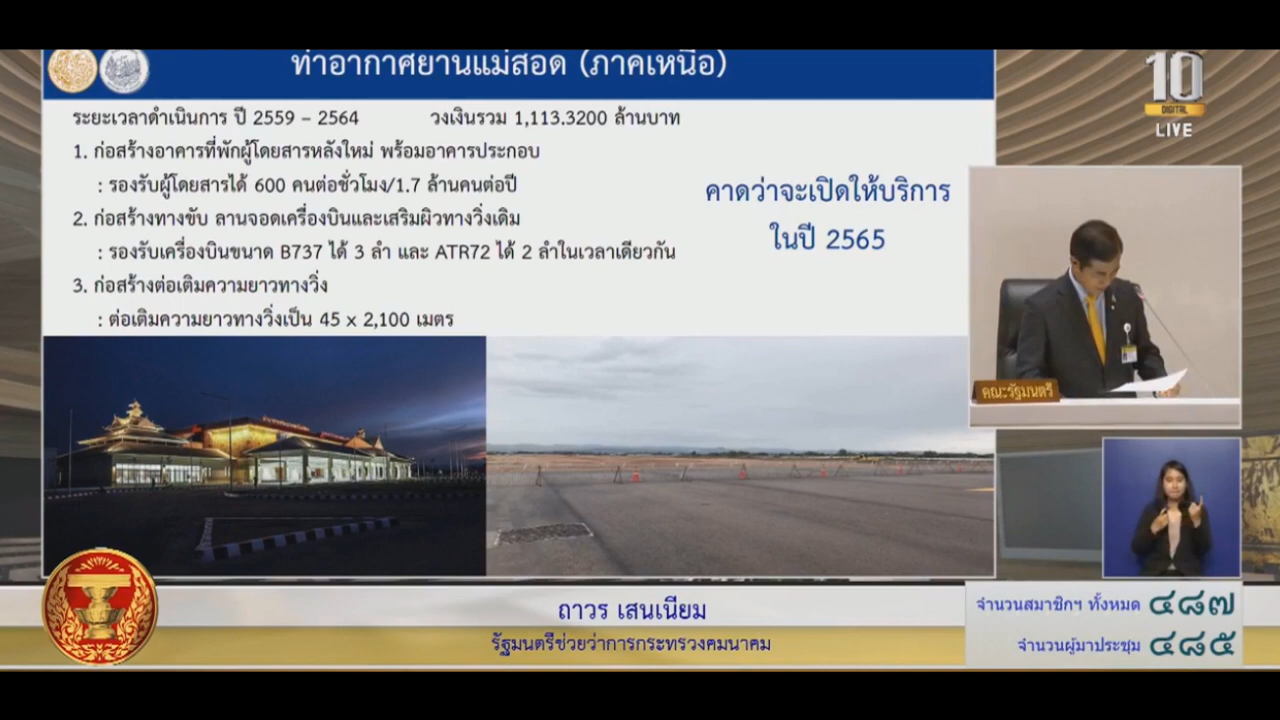 ท่าอากาศยานแม่สอด (ภาคเหนือ)
ระยะเวลาดำเนินการ ปี 2559 – 2564 วงเงินรวม 1,113.3200 ล้านบาท
1. ก่อสร้างอาคารที่พักผู้โดยสารหลังใหม่ พร้อมอาคารประกอบ
: รองรับผู้โดยสารได้ 600 คนต่อชั่วโมง/1.7 ล้านคนต่อปี
2. ก่อสร้างทางขับ ลานจอดเครื่องบินและเสริมผิวทางวิ่งเดิม
: รองรับเครื่องบินขนาด B737 ได้ 3 ลำ และ ATR72 ได้ 2 ลำในเวลาเดียวกัน
3. ก่อสร้างต่อเติมความยาวทางวิ่ง
: ต่อเติมความยาวทางวิ่งเป็น 45 x 2,100 เมตร
คาดว่าจะเปิดให้บริการ
ในปี 2565
10
DIGITAL
LIVE
คณะรัฐมนตรี
ถาวร เสนเนียม
รัฐมนตรีช่วยว่าการกระทรวงคมนาคม
จำนวนสมาชิกฯ ทั้งหมด ๔๘๗
จำนวนผู้มาประชุม ๔๘๕